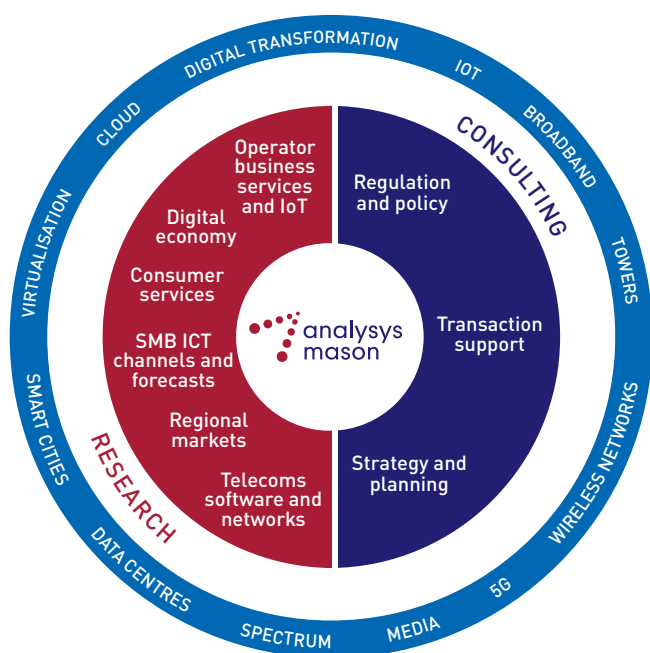 DIGITAL TRANSFORMATION
IOT
BROADBAND
TOWERS
WIRELESS NETWORKS
5G
MEDIA
SPECTRUM
DATA CENTRES
SMART CITIES
VIRTUALISATION
CLOUD
RESEARCH
Operator
business
services
and IoT
Digital
economy
Consumer
services
SMB ICT
channels and
forecasts
Regional
markets
Telecoms
software and
networks
CONSULTING
Regulation
and policy
Transaction
support
Strategy and
planning
analysys
mason